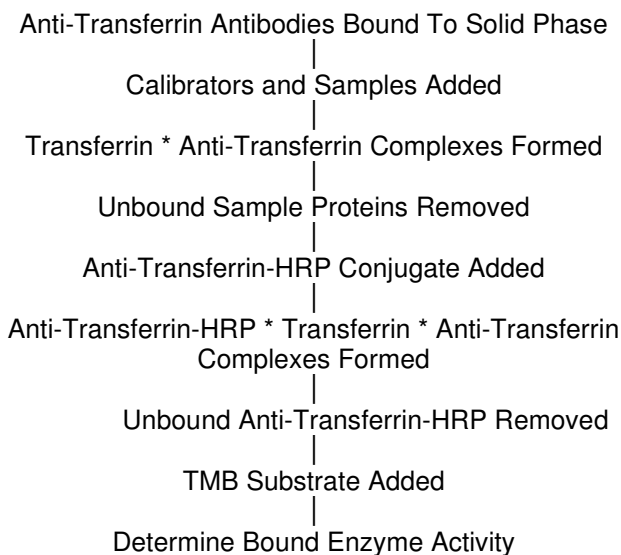 Anti-Transferrin Antibodies Bound To Solid Phase
Calibrators and Samples Added
Transferrin * Anti-Transferrin Complexes Formed
Unbound Sample Proteins Removed
Anti-Transferrin-HRP Conjugate Added
Anti-Transferrin-HRP * Transferrin * Anti-Transferrin
Complexes Formed
Unbound Anti-Transferrin-HRP Removed
TMB Substrate Added
Determine Bound Enzyme Activity